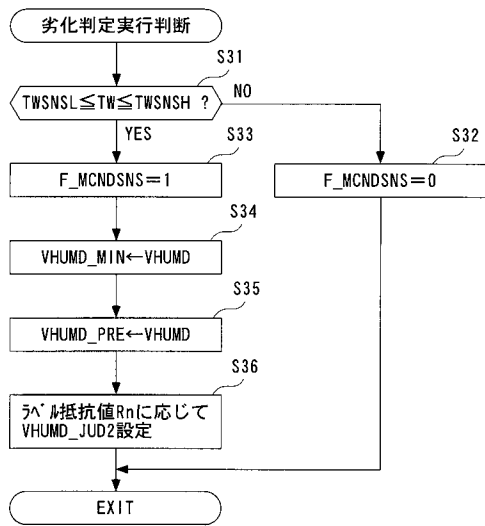 劣化判定実行判断
S31
TWSNSL≦TW≦TWSNSH ?
NO
YES
S33
S32
F_MCNDSNS=1
F_MCNDSNS=0
S34
VHUMD_MIN←VHUMD
S35
VHUMD_PRE←VHUMD
S36
ラベル抵抗値Rnに応じて
VHUMD_JUD2設定
EXIT